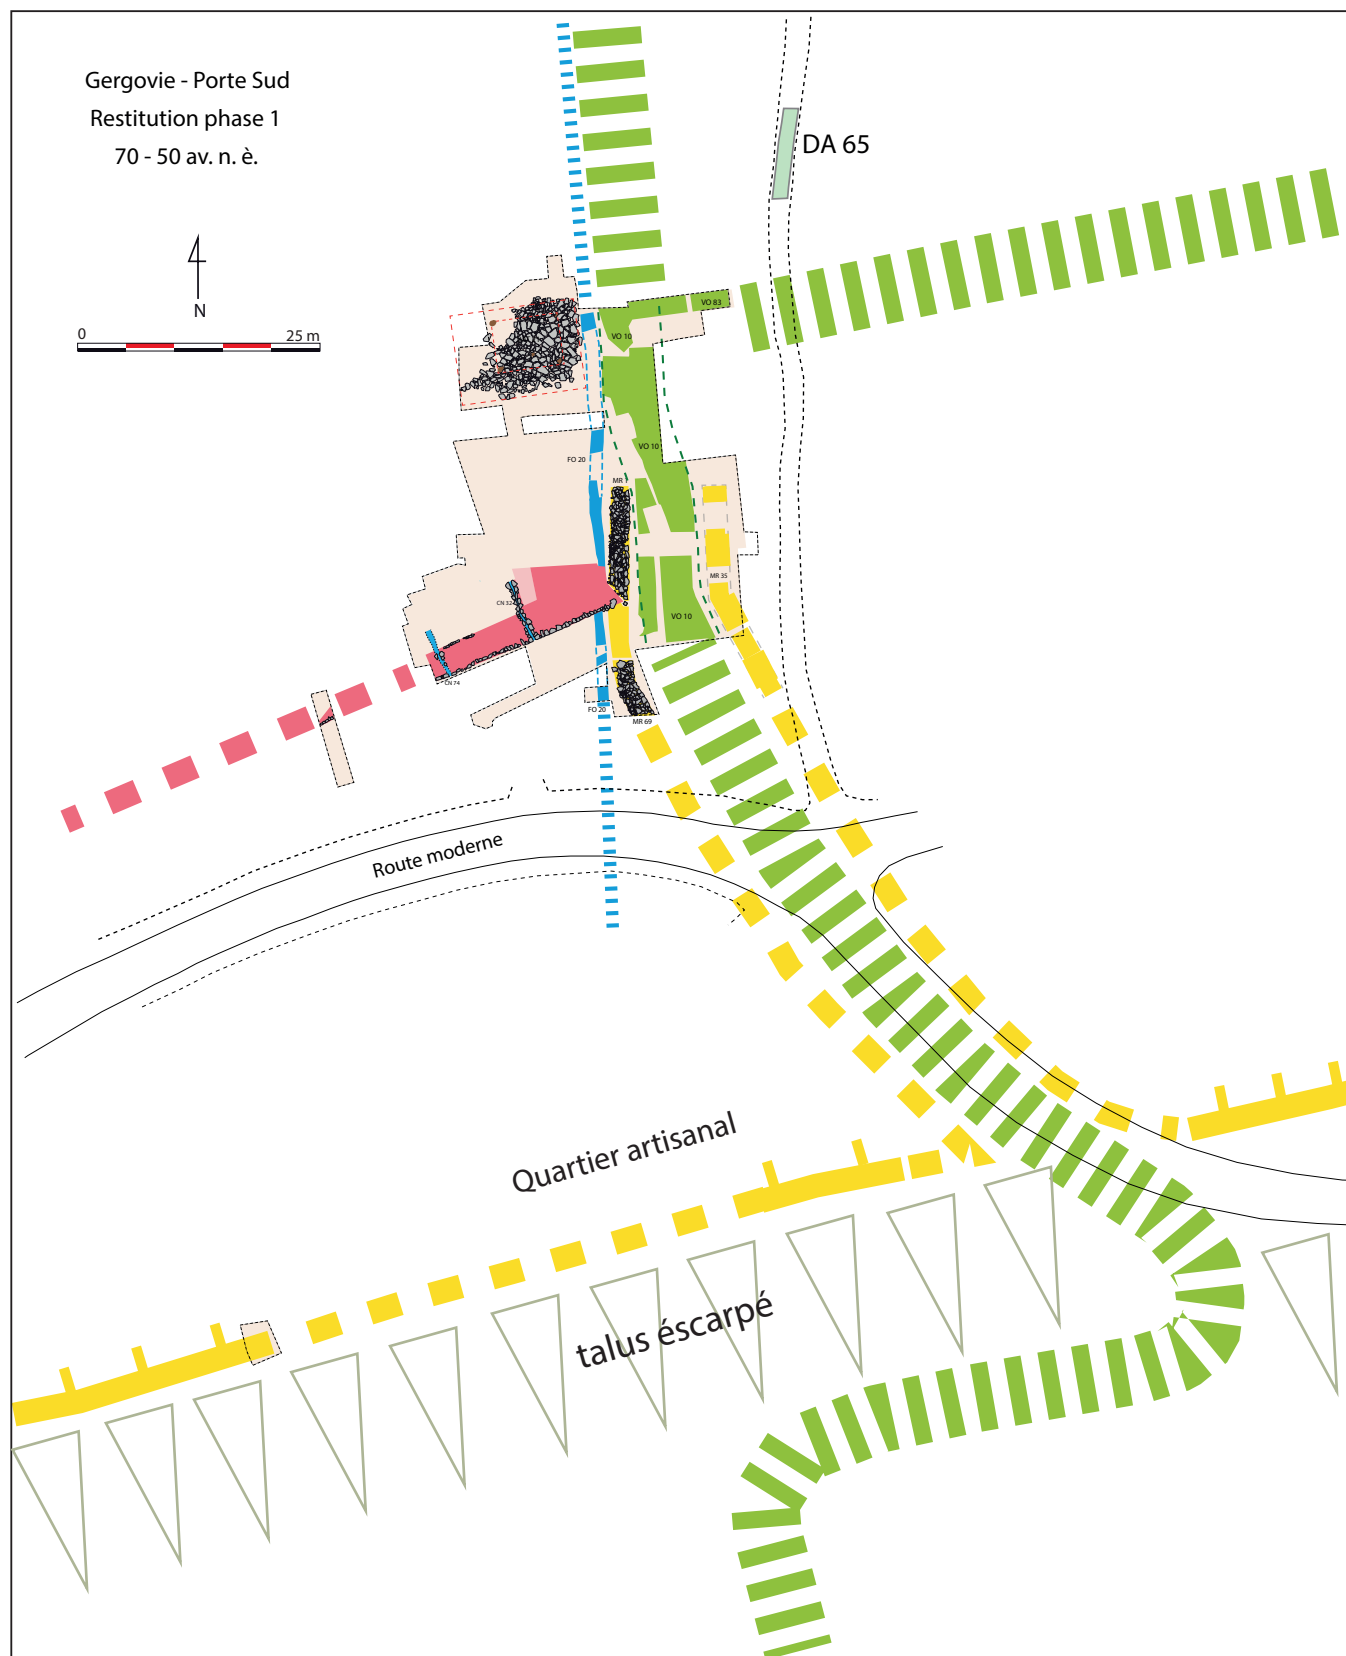 Gergovie - Porte Sud
Restitution phase 1
70 - 50 av. n. è.
DA 65
N
0 25 m
VO 83
VO 10
VO 10
FO 20
MR
MR 35
CN 32
VO 10
CN 74
FO 20
MR 69
Route moderne
Quartier artisanal
talus éscarpé